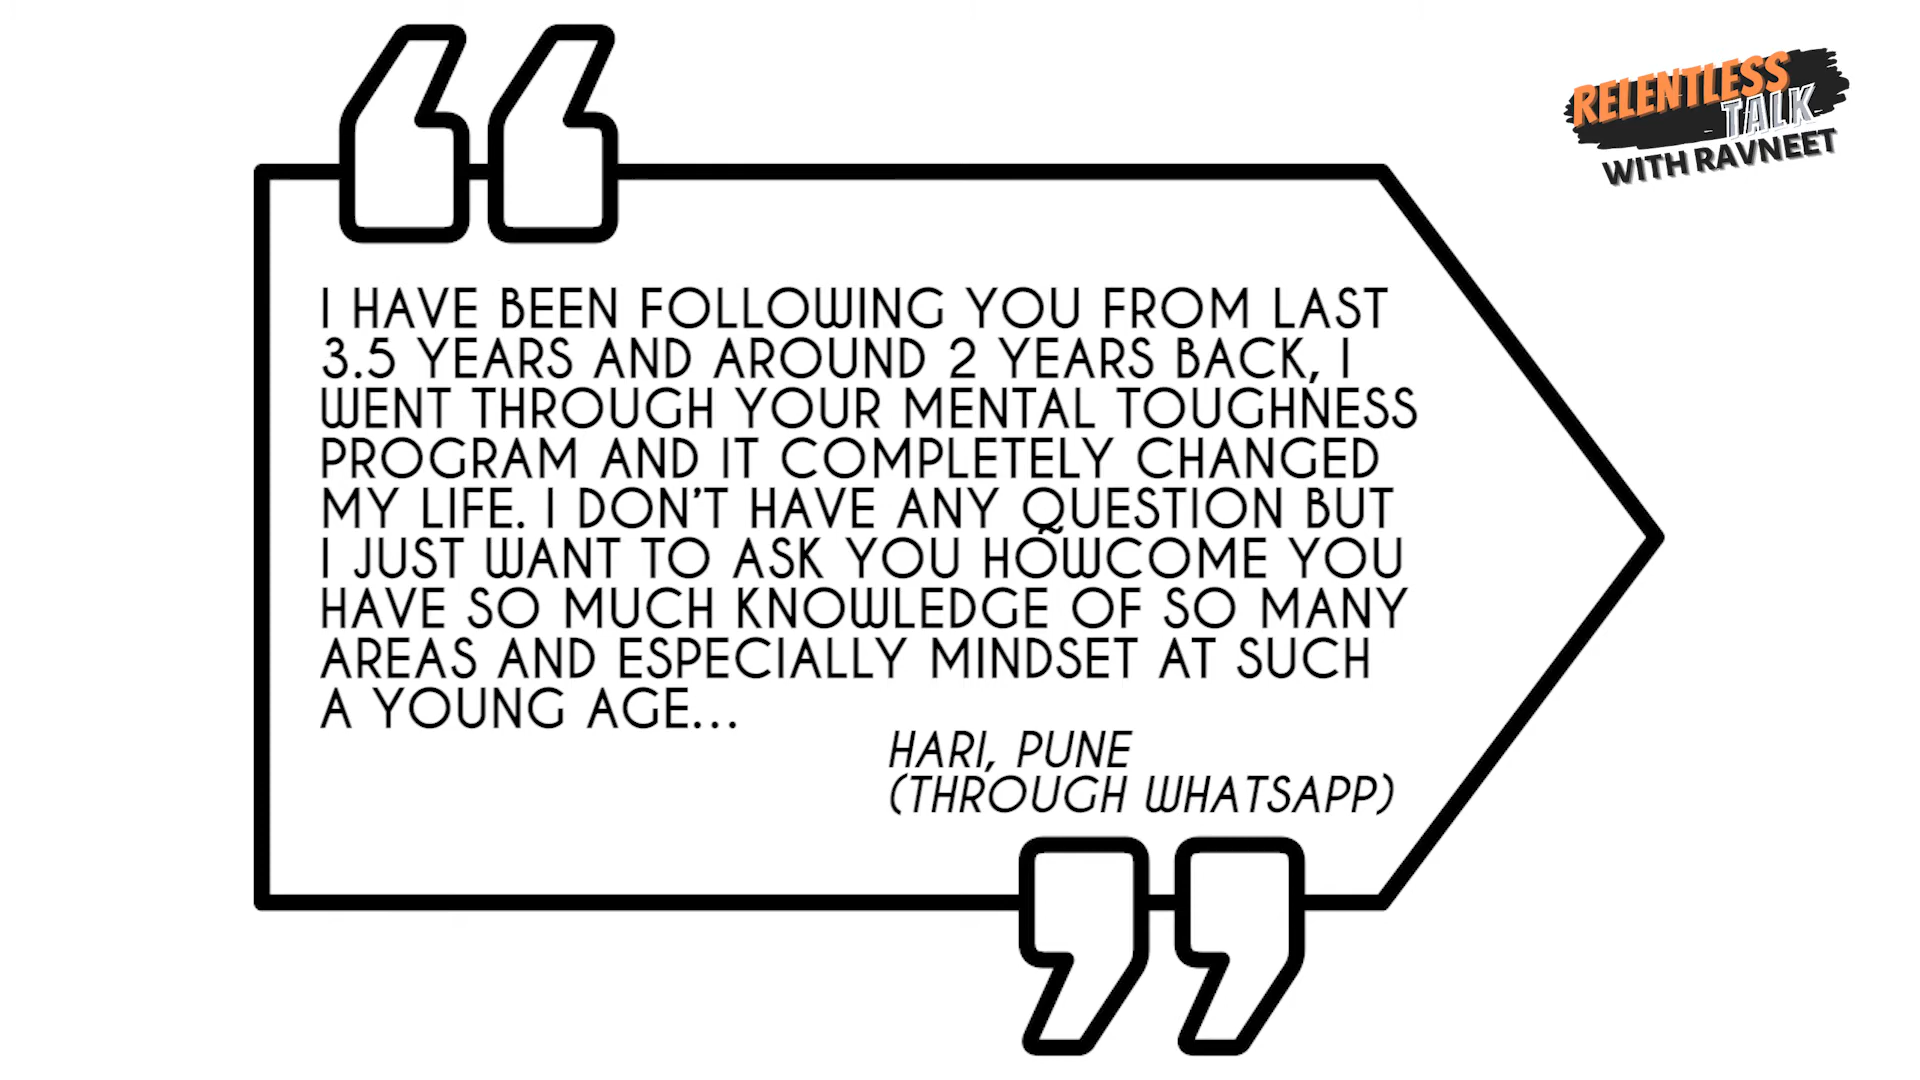 RELENTLESS
TALK
WITH RAVNEET
I HAVE BEEN FOLLOWING YOU FROM LAST
3.5 YEARS AND AROUND 2 YEARS BACK, I
WENT THROUGH YOUR MENTAL TOUGHNESS
PROGRAM AND IT COMPLETELY CHANGED
MY LIFE. I DON'T HAVE ANY QUESTION BUT
I JUST WANT TO ASK YOU HOWCOME YOU
HAVE SO MUCH KNOWLEDGE OF SO MANY
AREAS AND ESPECIALLY MINDSET AT SUCH
A YOUNG AGE...
HARI, PUNE
(THROUGH WHATSAPP)